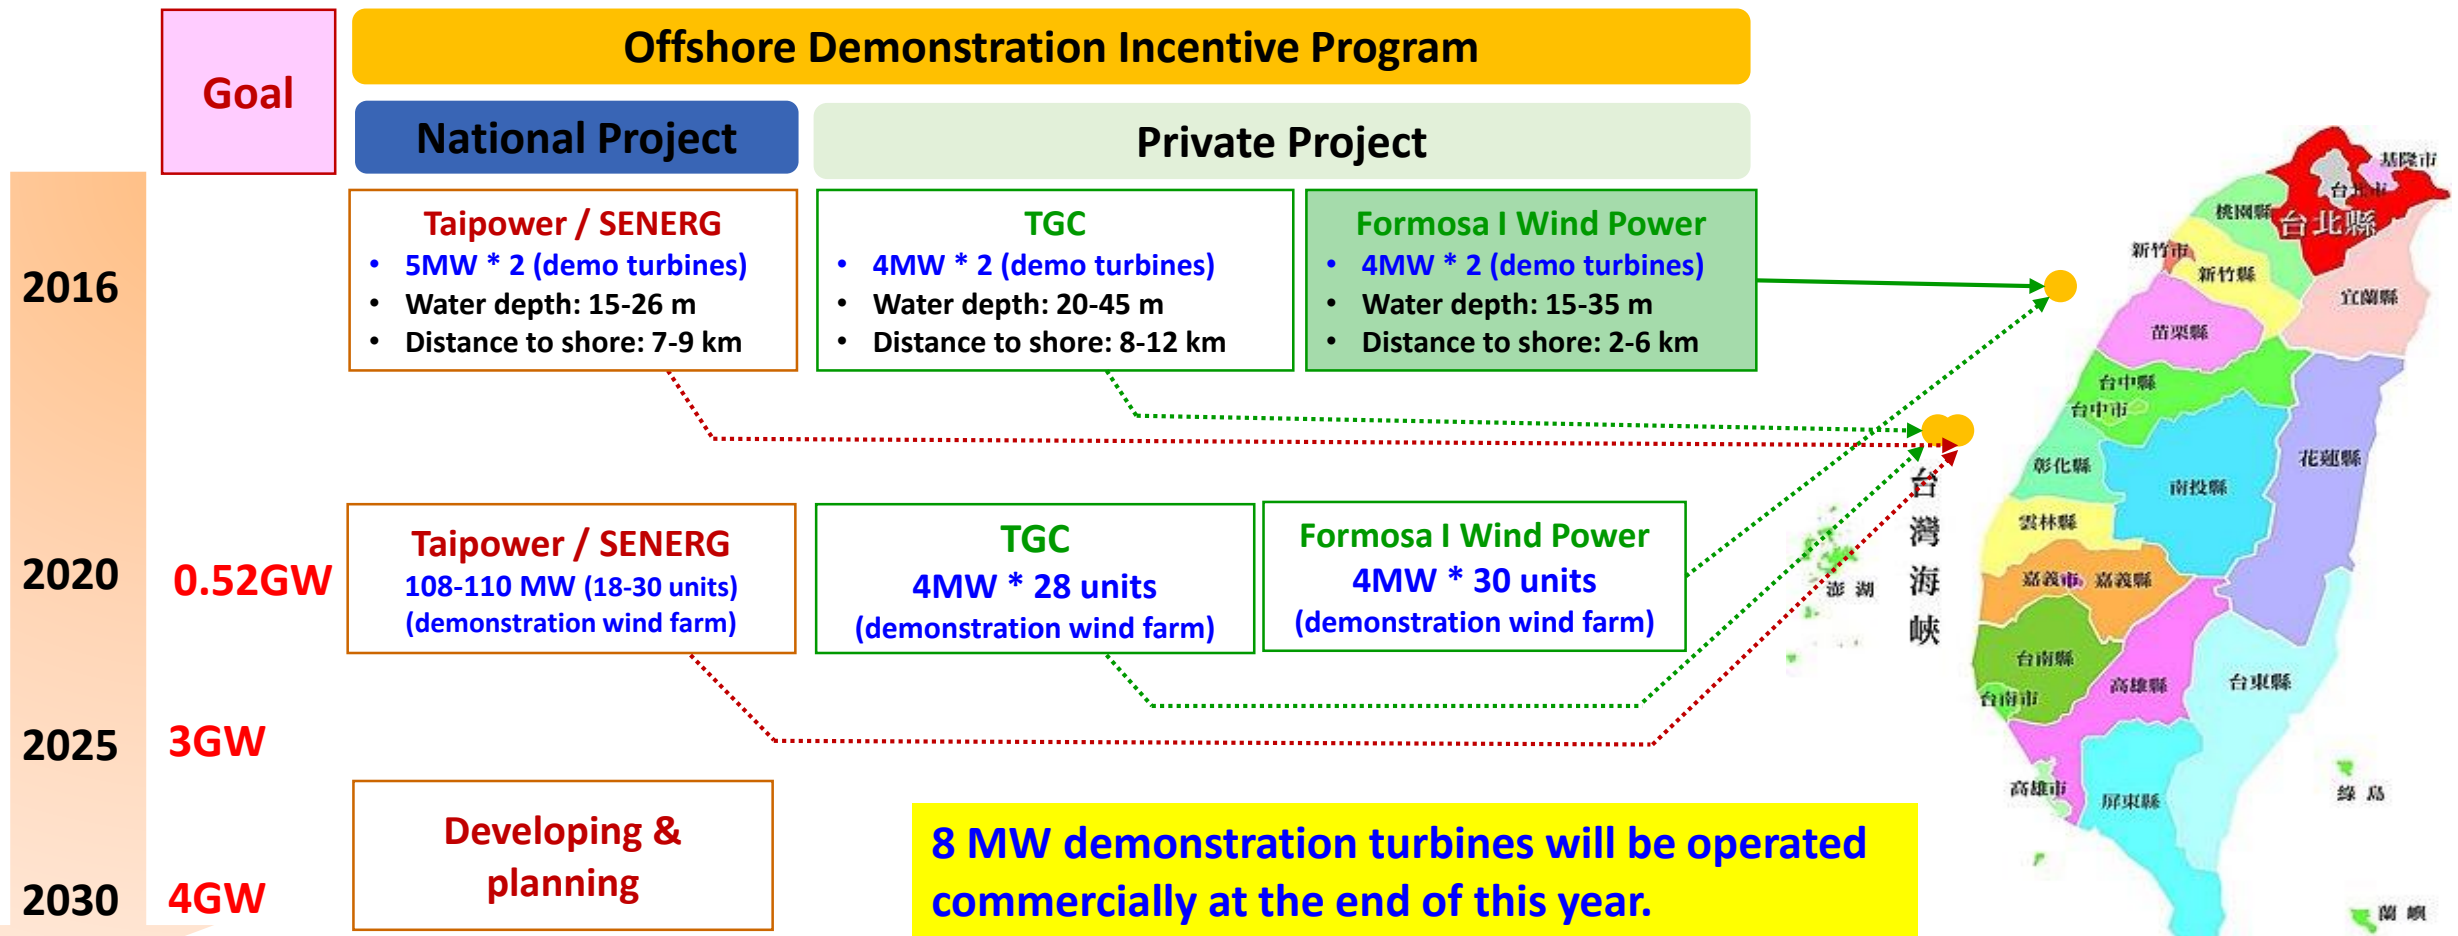 Goal
Offshore Demonstration Incentive Program
National Project
Private Project
2016
Taipower / SENERG
• 5MW * 2 (demo turbines)
• Water depth: 15-26 m
• Distance to shore: 7-9 km
TGC
• 4MW * 2 (demo turbines)
• Water depth: 20-45 m
• Distance to shore: 8-12 km
Formosa I Wind Power
• 4MW * 2 (demo turbines)
• Water depth: 15-35 m
• Distance to shore: 2-6 km
2020
0.52GW
Taipower / SENERG
108-110 MW (18-30 units)
(demonstration wind farm)
TGC
4MW * 28 units
(demonstration wind farm)
Formosa I Wind Power
4MW * 30 units
(demonstration wind farm)
2025
3GW
2030
4GW
Developing &
planning
8 MW demonstration turbines will be operated
commercially at the end of this year.
基隆市
台北市
台北縣
桃園縣
新竹市
新竹縣
宜蘭縣
苗栗縣
台中縣
台中市
彰化縣
南投縣
花蓮縣
雲林縣
嘉義市
嘉義縣
台南縣
台南市
高雄縣
台東縣
高雄市
屏東縣
澎湖
台灣海峽
綠島
蘭嶼